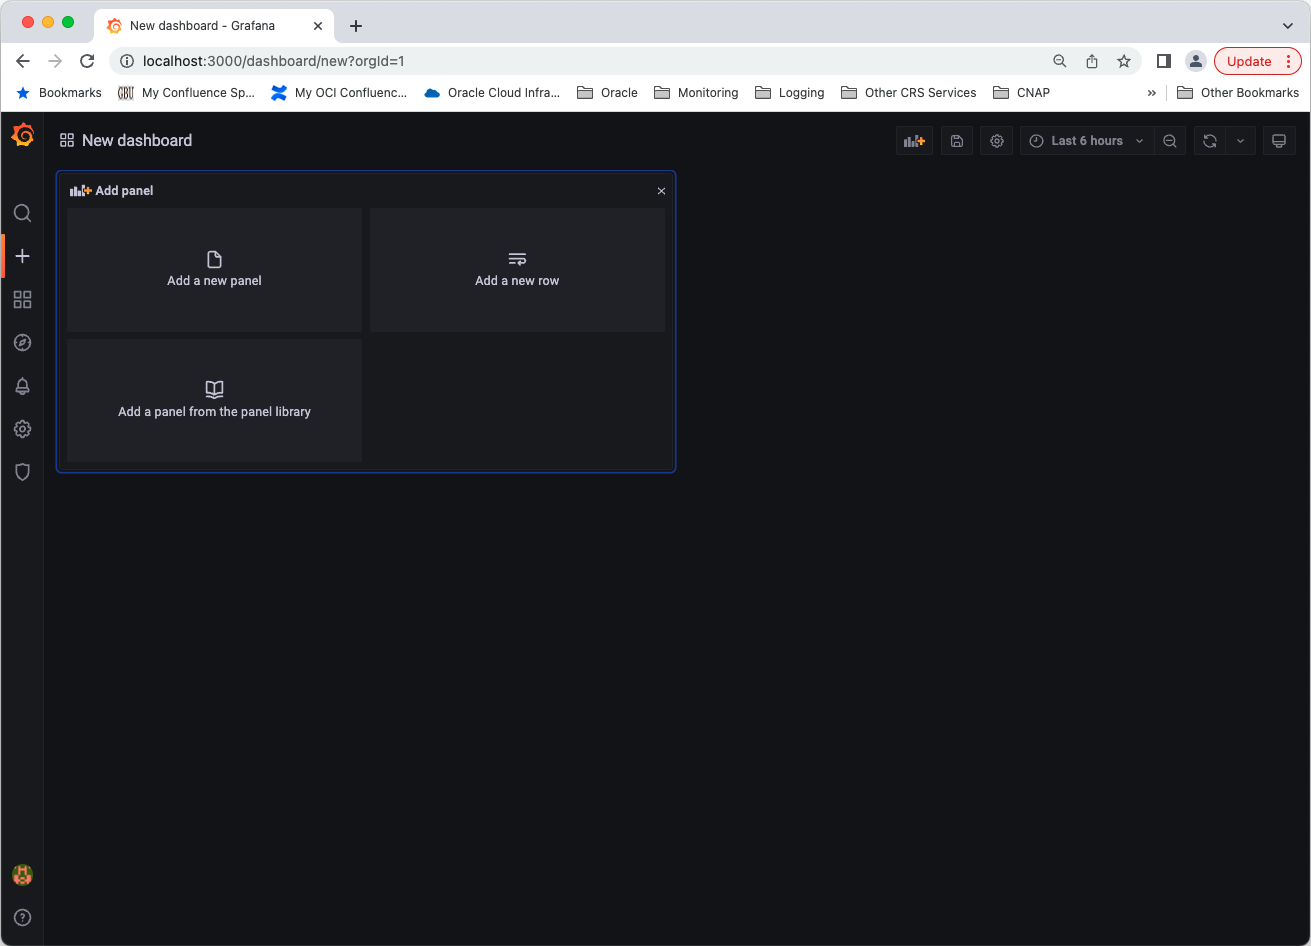 New dashboard - Grafana
localhost:3000/dashboard/new?orgId=1
Update
Bookmarks
GBU
My Confluence Sp...
My OCI Confluenc...
Oracle Cloud Infra...
Oracle
Monitoring
Logging
Other CRS Services
CNAP
»
Other Bookmarks
New dashboard
Last 6 hours
Add panel
Add a new panel
Add a new row
Add a panel from the panel library